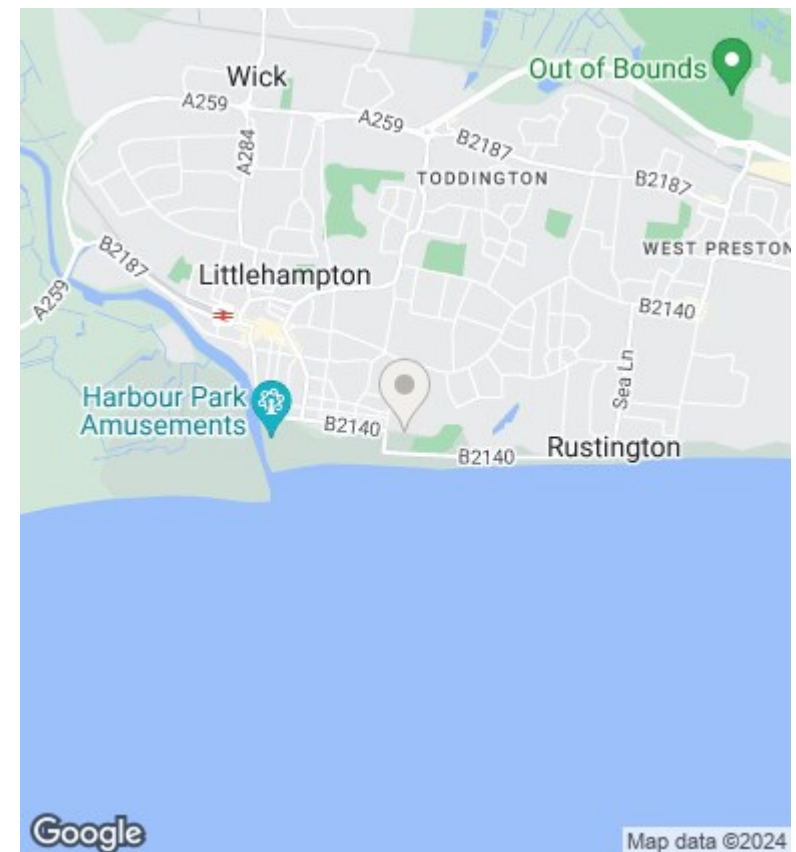 Wick
Out of Bounds
A259
A259
A284
B2187
TODDINGTON
B2187
WEST PRESTON
B2187
Littlehampton
A259
B2140
Sea Ln
Harbour Park
Amusements
B2140
Rustington
B2140
Google
Map data ©2024